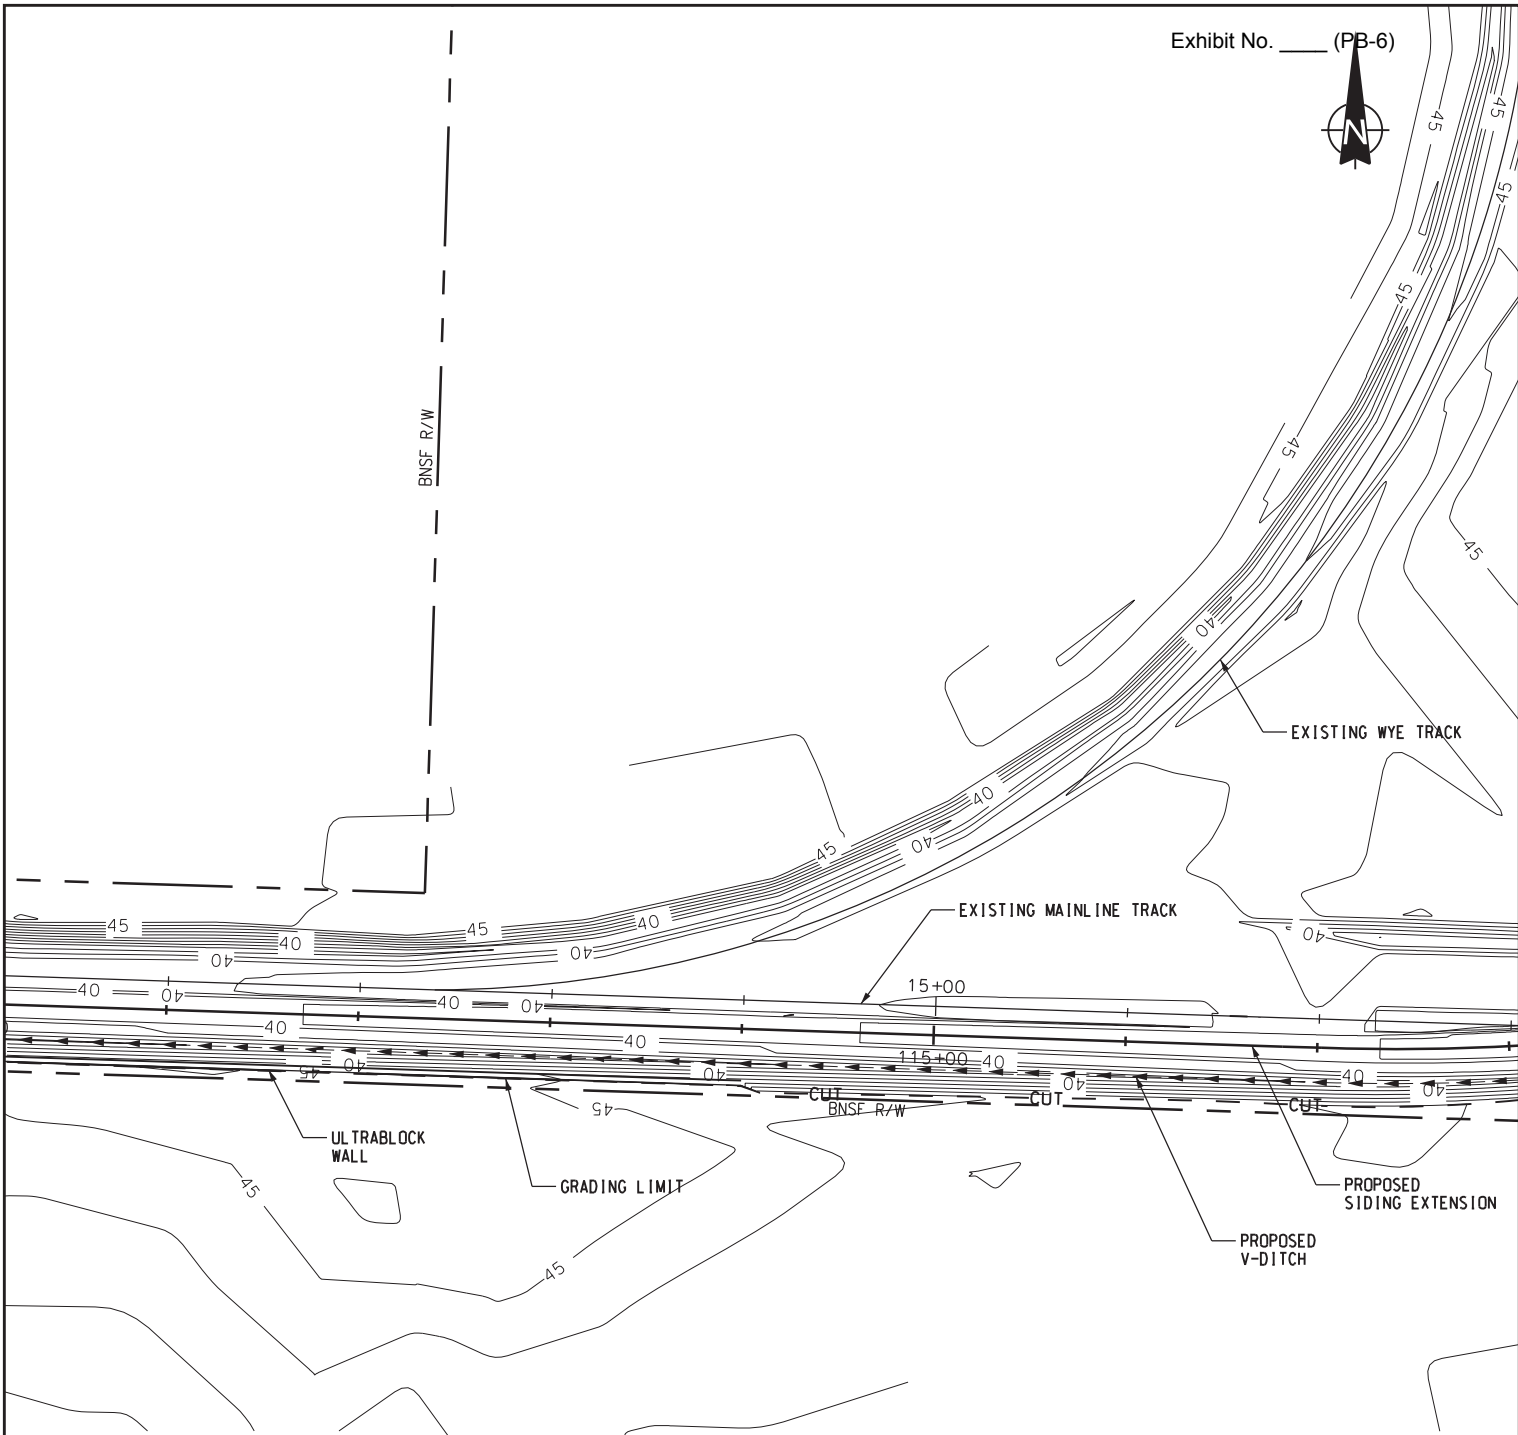 Exhibit No. ____ (PB-6)
N
45
45
45
45
BNSF R/W
45
45
40
EXISTING WYE TRACK
40
45
40
45
45
40
EXISTING MAINLINE TRACK
40
40
40
40
40
15+00
40
40
40
40
40
40
115+00
40
45
40
40
40
40
40
CUT
CUT
CUT
BNSF R/W
45
ULTRABLOCK
WALL
45
GRADING LIMIT
PROPOSED
SIDING EXTENSION
PROPOSED
V-DITCH
45